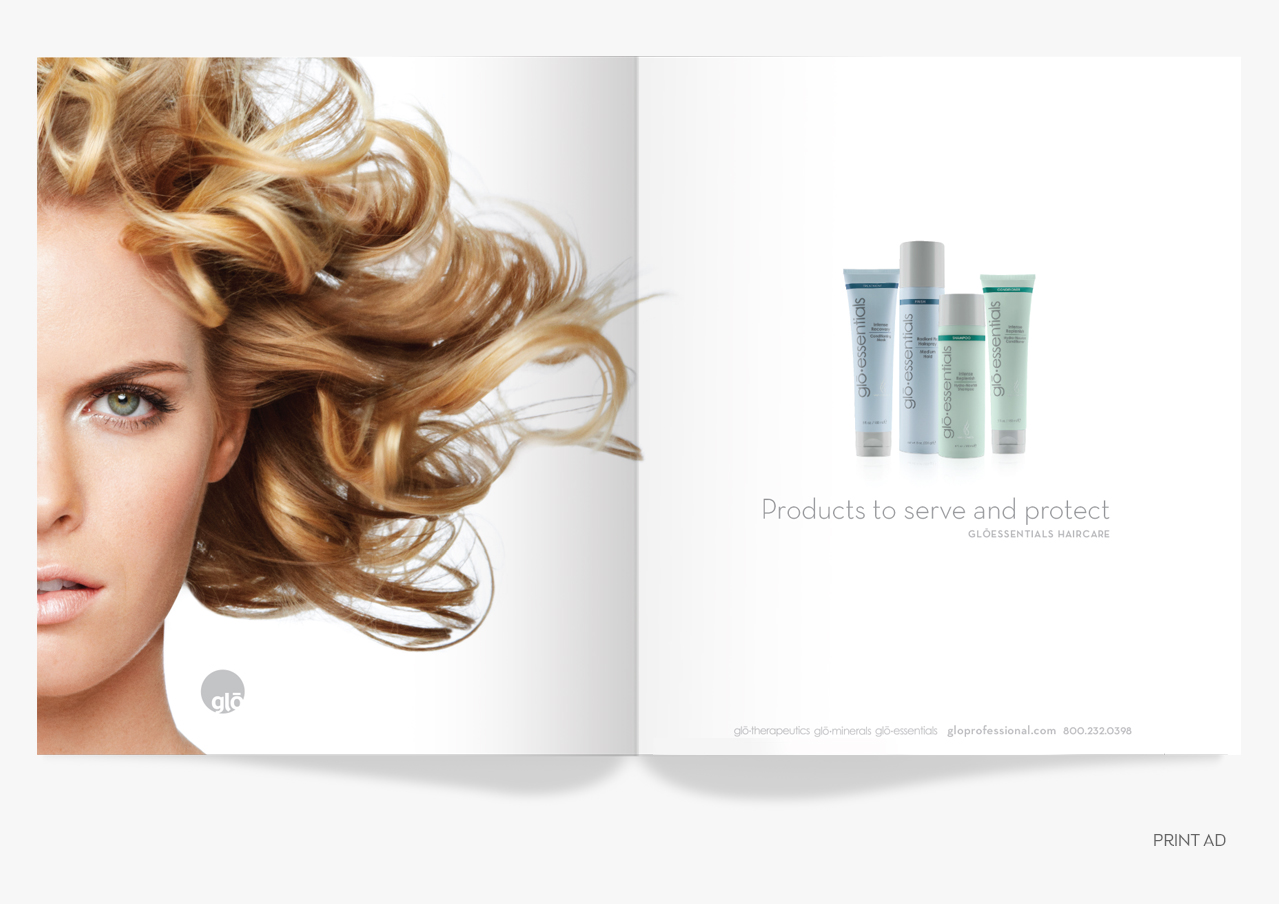 glō
glō·essentials
glō·essentials
SHAMPOO
glō·essentials
glō·essentials
Products to serve and protect
GLŌESSENTIALS HAIRCARE
glō·therapeutics glō·minerals glō·essentials gloprofessional.com 800.232.0398
PRINT AD